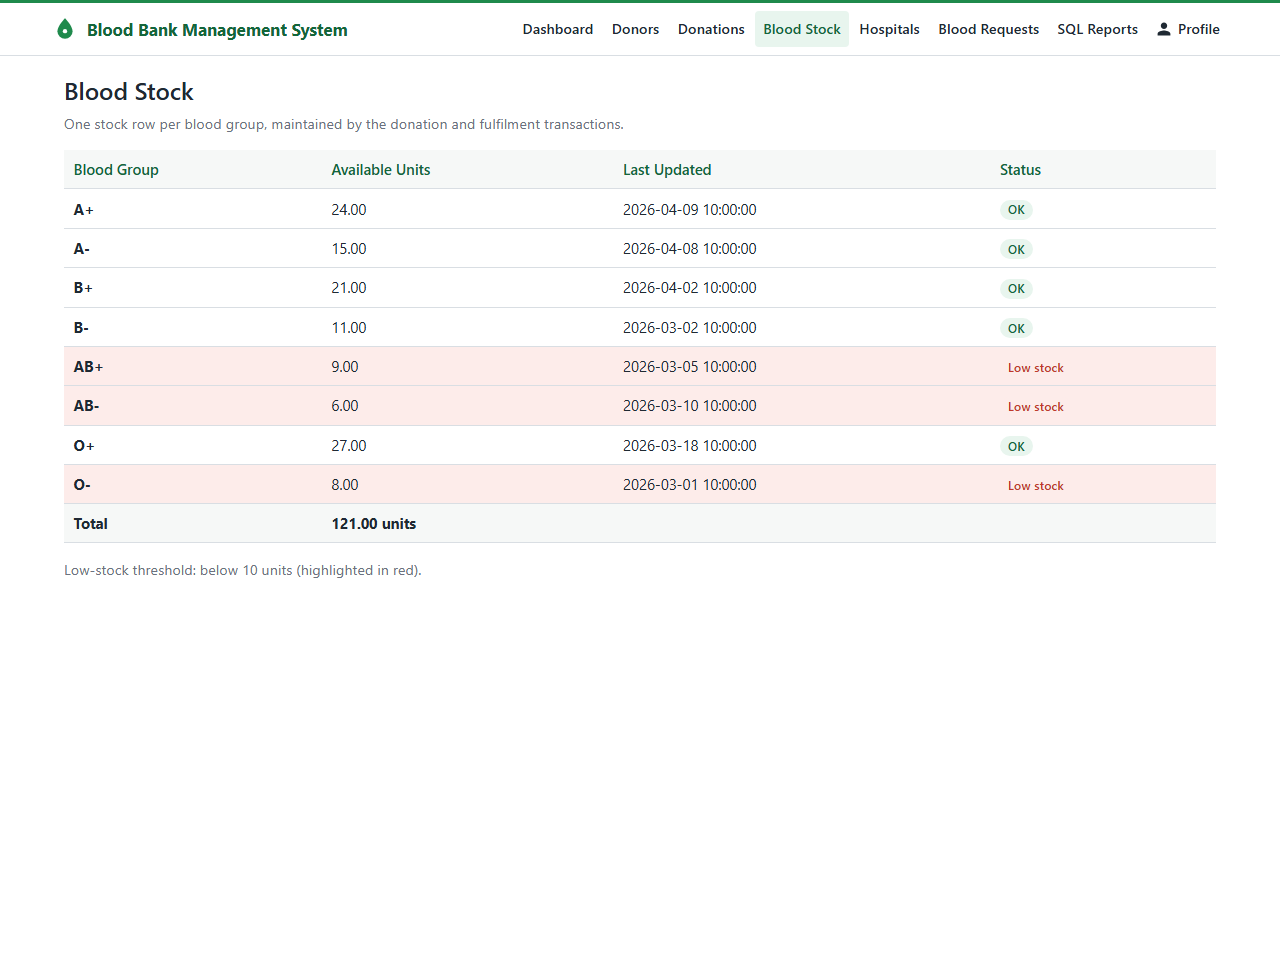 Blood Bank Management System Dashboard Donors Donations Blood Stock Hospitals Blood Requests SQL Reports Profile
Blood Stock
One stock row per blood group, maintained by the donation and fulfilment transactions.
Blood Group Available Units Last Updated Status
A+ 24.00 2026-04-09 10:00:00 OK
A- 15.00 2026-04-08 10:00:00 OK
B+ 21.00 2026-04-02 10:00:00 OK
B- 11.00 2026-03-02 10:00:00 OK
AB+ 9.00 2026-03-05 10:00:00 Low stock
AB- 6.00 2026-03-10 10:00:00 Low stock
O+ 27.00 2026-03-18 10:00:00 OK
O- 8.00 2026-03-01 10:00:00 Low stock
Total 121.00 units
Low-stock threshold: below 10 units (highlighted in red).